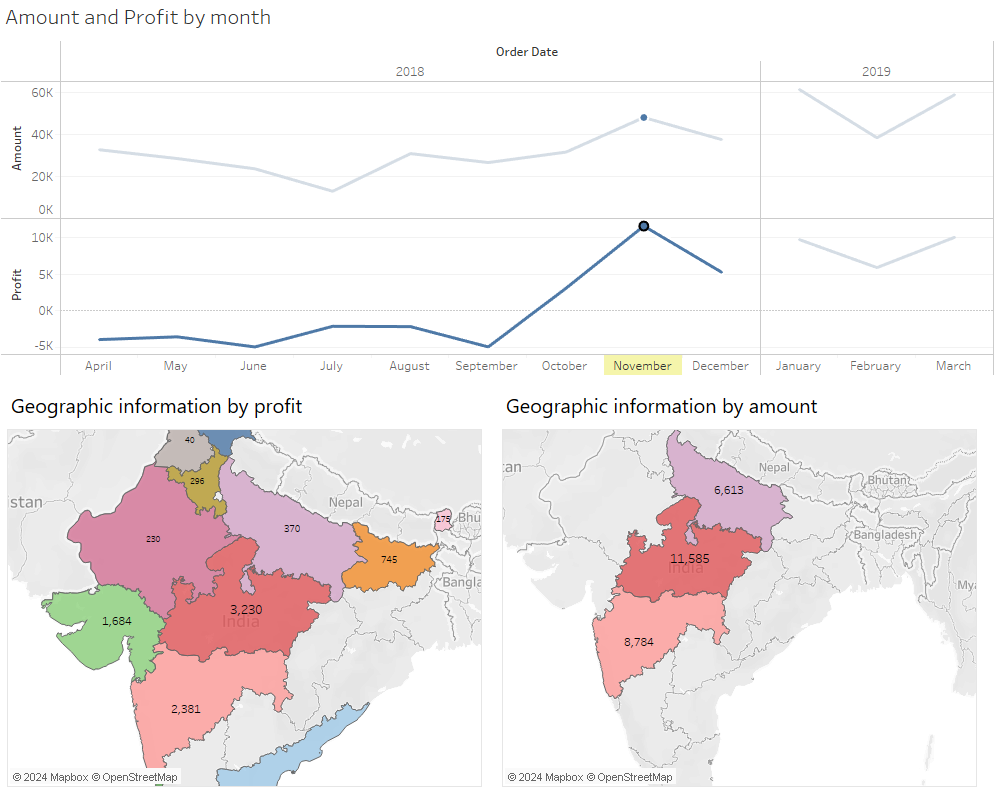 Amount and Profit by month
Order Date
2018
2019
60K
40K
20K
0K
Amount
10K
5K
0K
-5K
Profit
April
May
June
July
August
September
October
November
December
January
February
March
Geographic information by profit
Geographic information by amount
40
296
stan
230
370
Nepal
175
Bhu
745
Bangla
1,684
3,230
India
2,381
© 2024 Mapbox © OpenStreetMap
tan
6,613
Nepal
Bhutan
Bangladesh
11,585
India
Mya
8,784
© 2024 Mapbox © OpenStreetMap